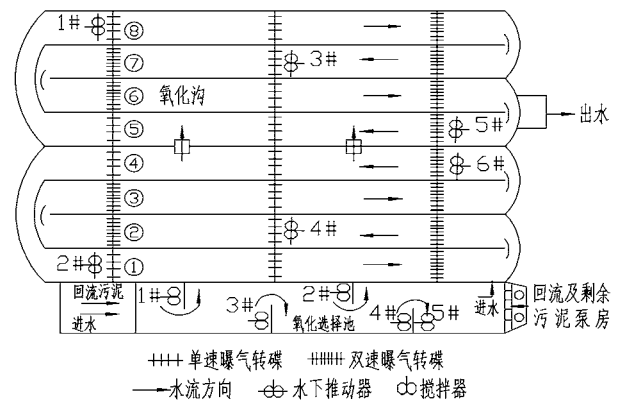 1# ⑧
⑦ 3#
⑥ 氧化沟
⑤ 5# 出水
④ 6#
③
② 4#
2# ①
回流污泥 1# 3# 2# 4# 5# 进水 回流及剩余
进水 氧化选择池 污泥泵房
单速曝气转碟 双速曝气转碟
水流方向 水下推动器 搅拌器